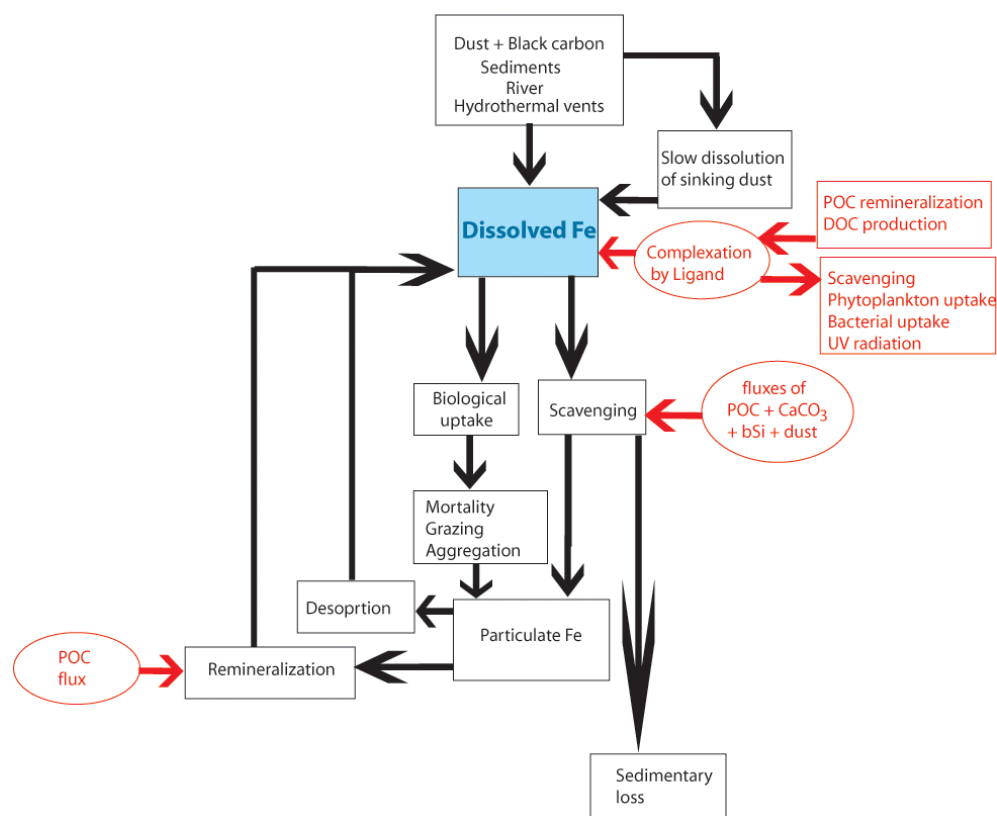 Dust + Black carbon
Sediments
River
Hydrothermal vents
Slow dissolution
of sinking dust
POC remineralization
DOC production
Dissolved Fe
Complexation
by Ligand
Scavenging
Phytoplankton uptake
Bacterial uptake
UV radiation
Biological
uptake
Scavenging
fluxes of
POC + CaCO₃
+ bSi + dust
Mortality
Grazing
Aggregation
Desoprtion
Particulate Fe
POC
flux
Remineralization
Sedimentary
loss